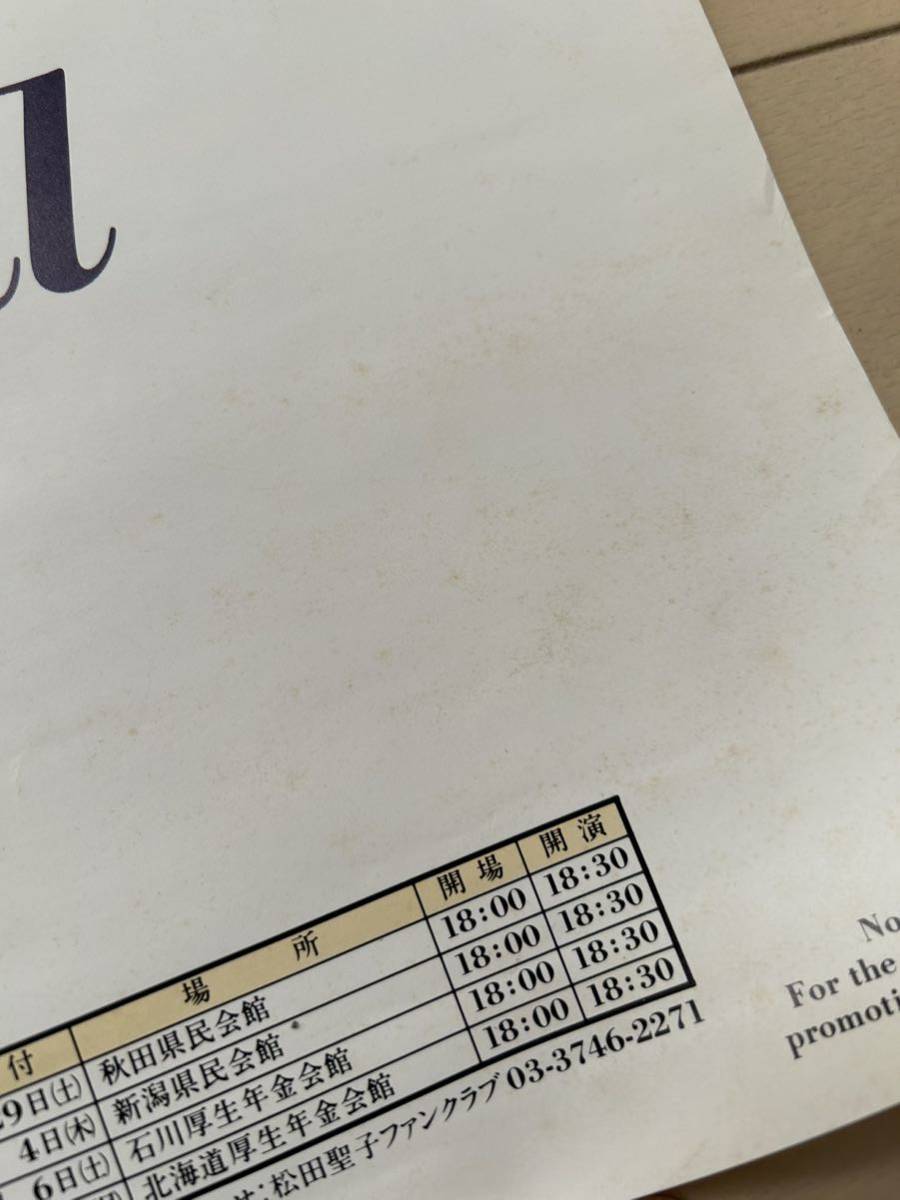 a
付 場所 開場 開演
29日(土) 秋田県民会館 18:00 18:30
4日(木) 新潟県民会館 18:00 18:30
6日(土) 石川厚生年金会館 18:00 18:30
北海道厚生年金会館 18:00 18:30
松田聖子ファンクラブ 03-3746-2271
No
For the
promoti